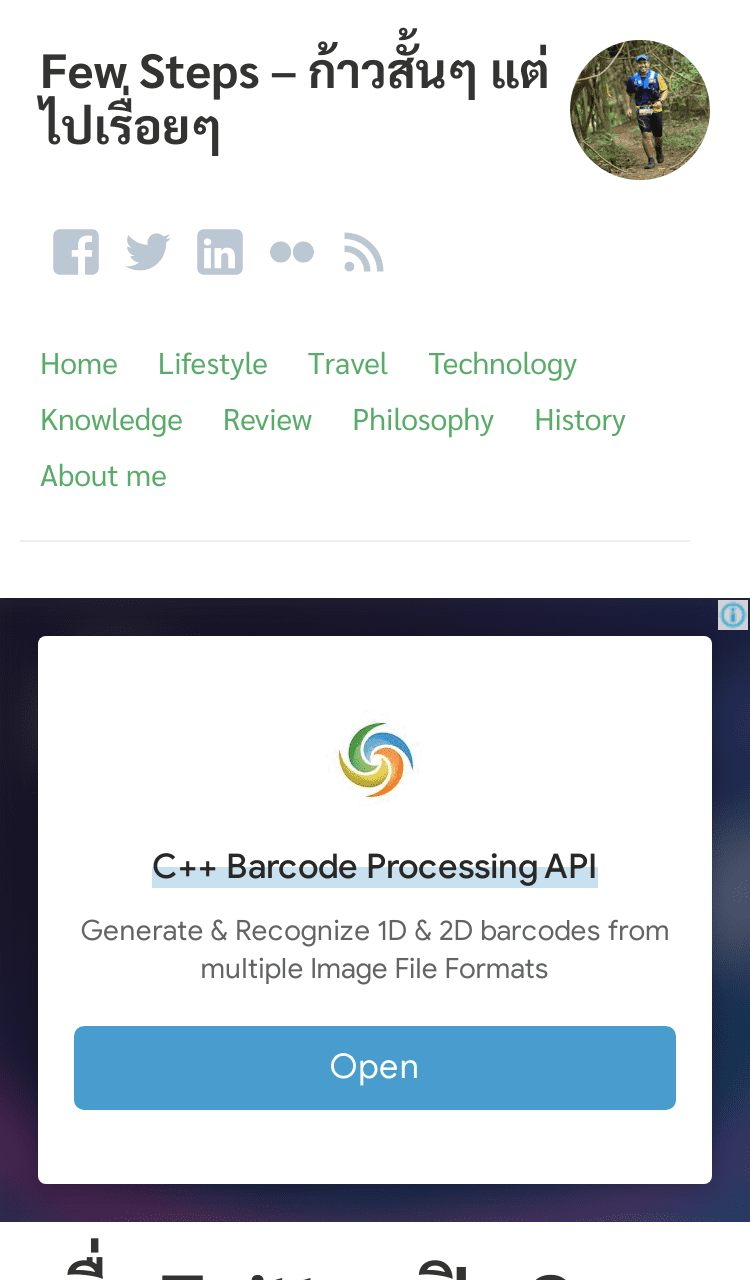 Few Steps – ก้าวสั้นๆ แต่
ไปเรื่อยๆ
Home Lifestyle Travel Technology
Knowledge Review Philosophy History
About me
C++ Barcode Processing API
Generate & Recognize 1D & 2D barcodes from
multiple Image File Formats
Open